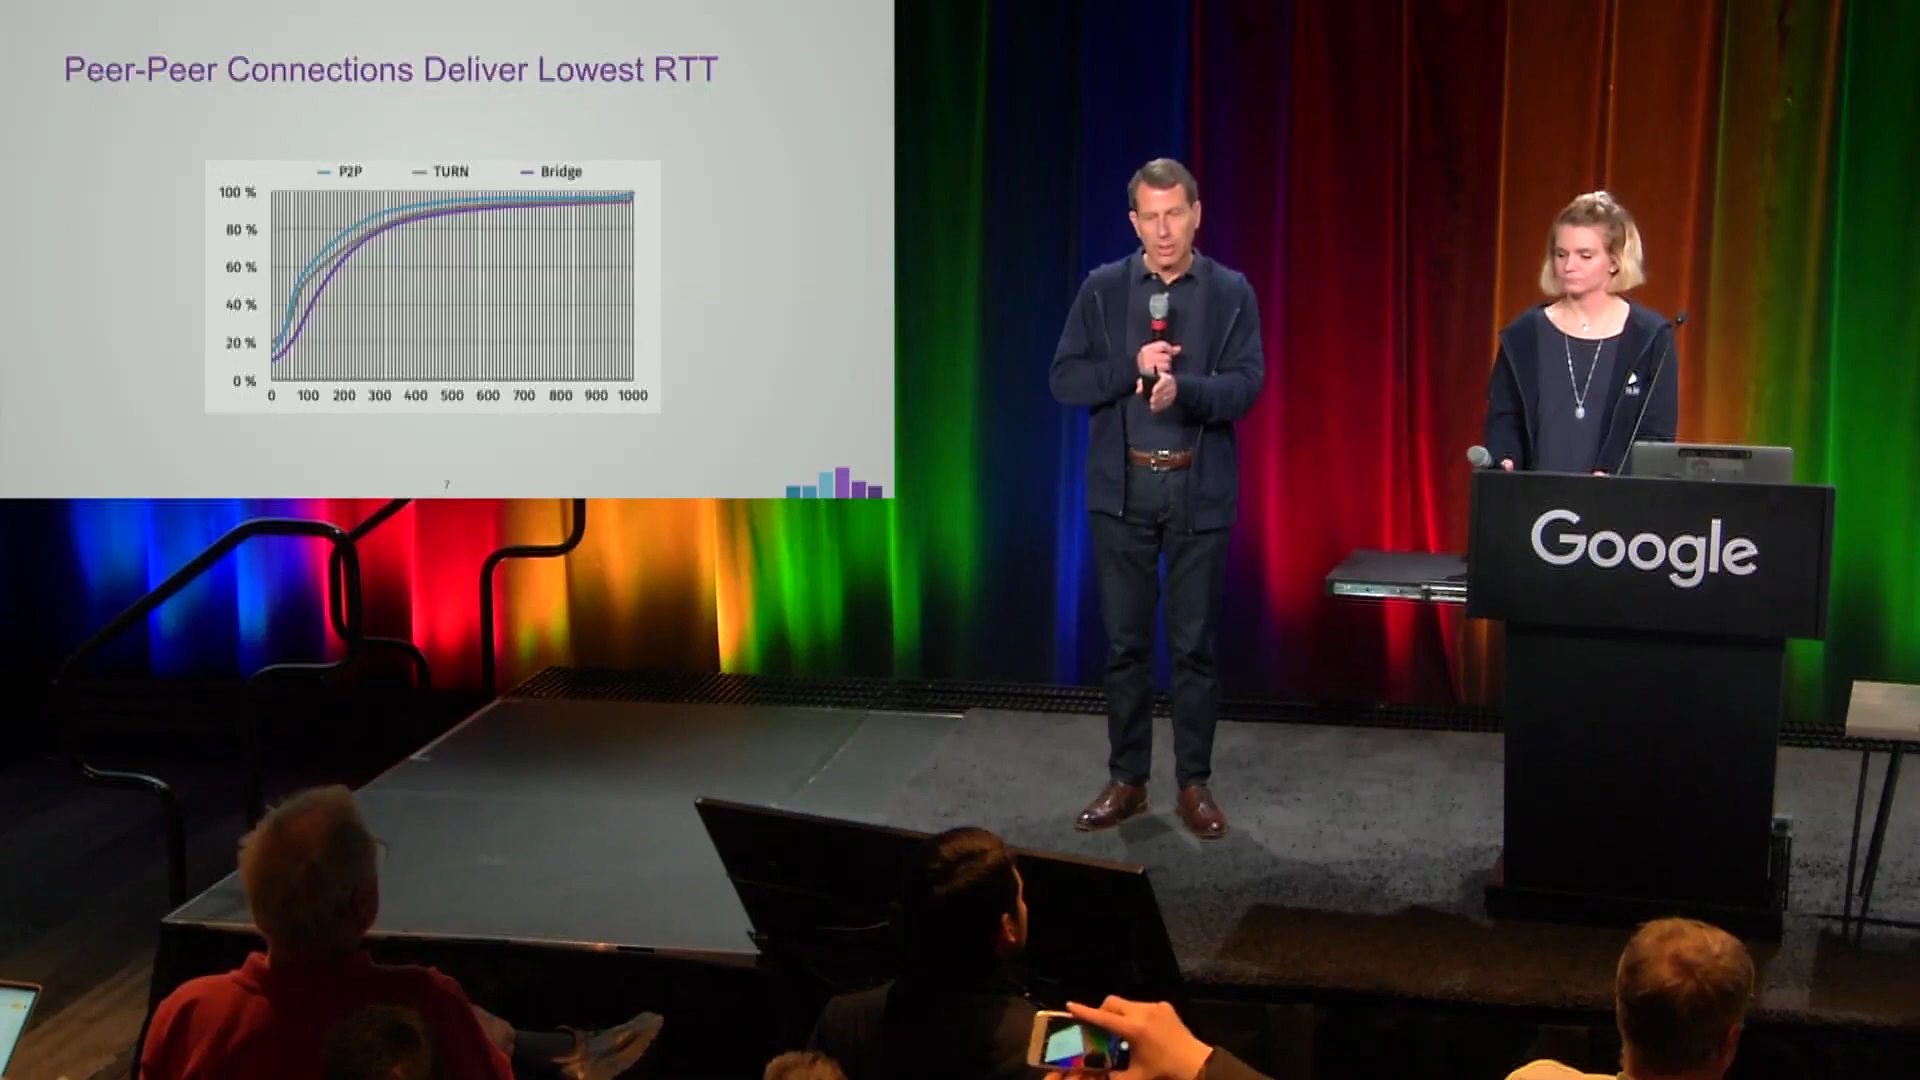 Peer-Peer Connections Deliver Lowest RTT
P2P TURN Bridge
100 %
80 %
60 %
40 %
20 %
0 %
0 100 200 300 400 500 600 700 800 900 1000
7
Google